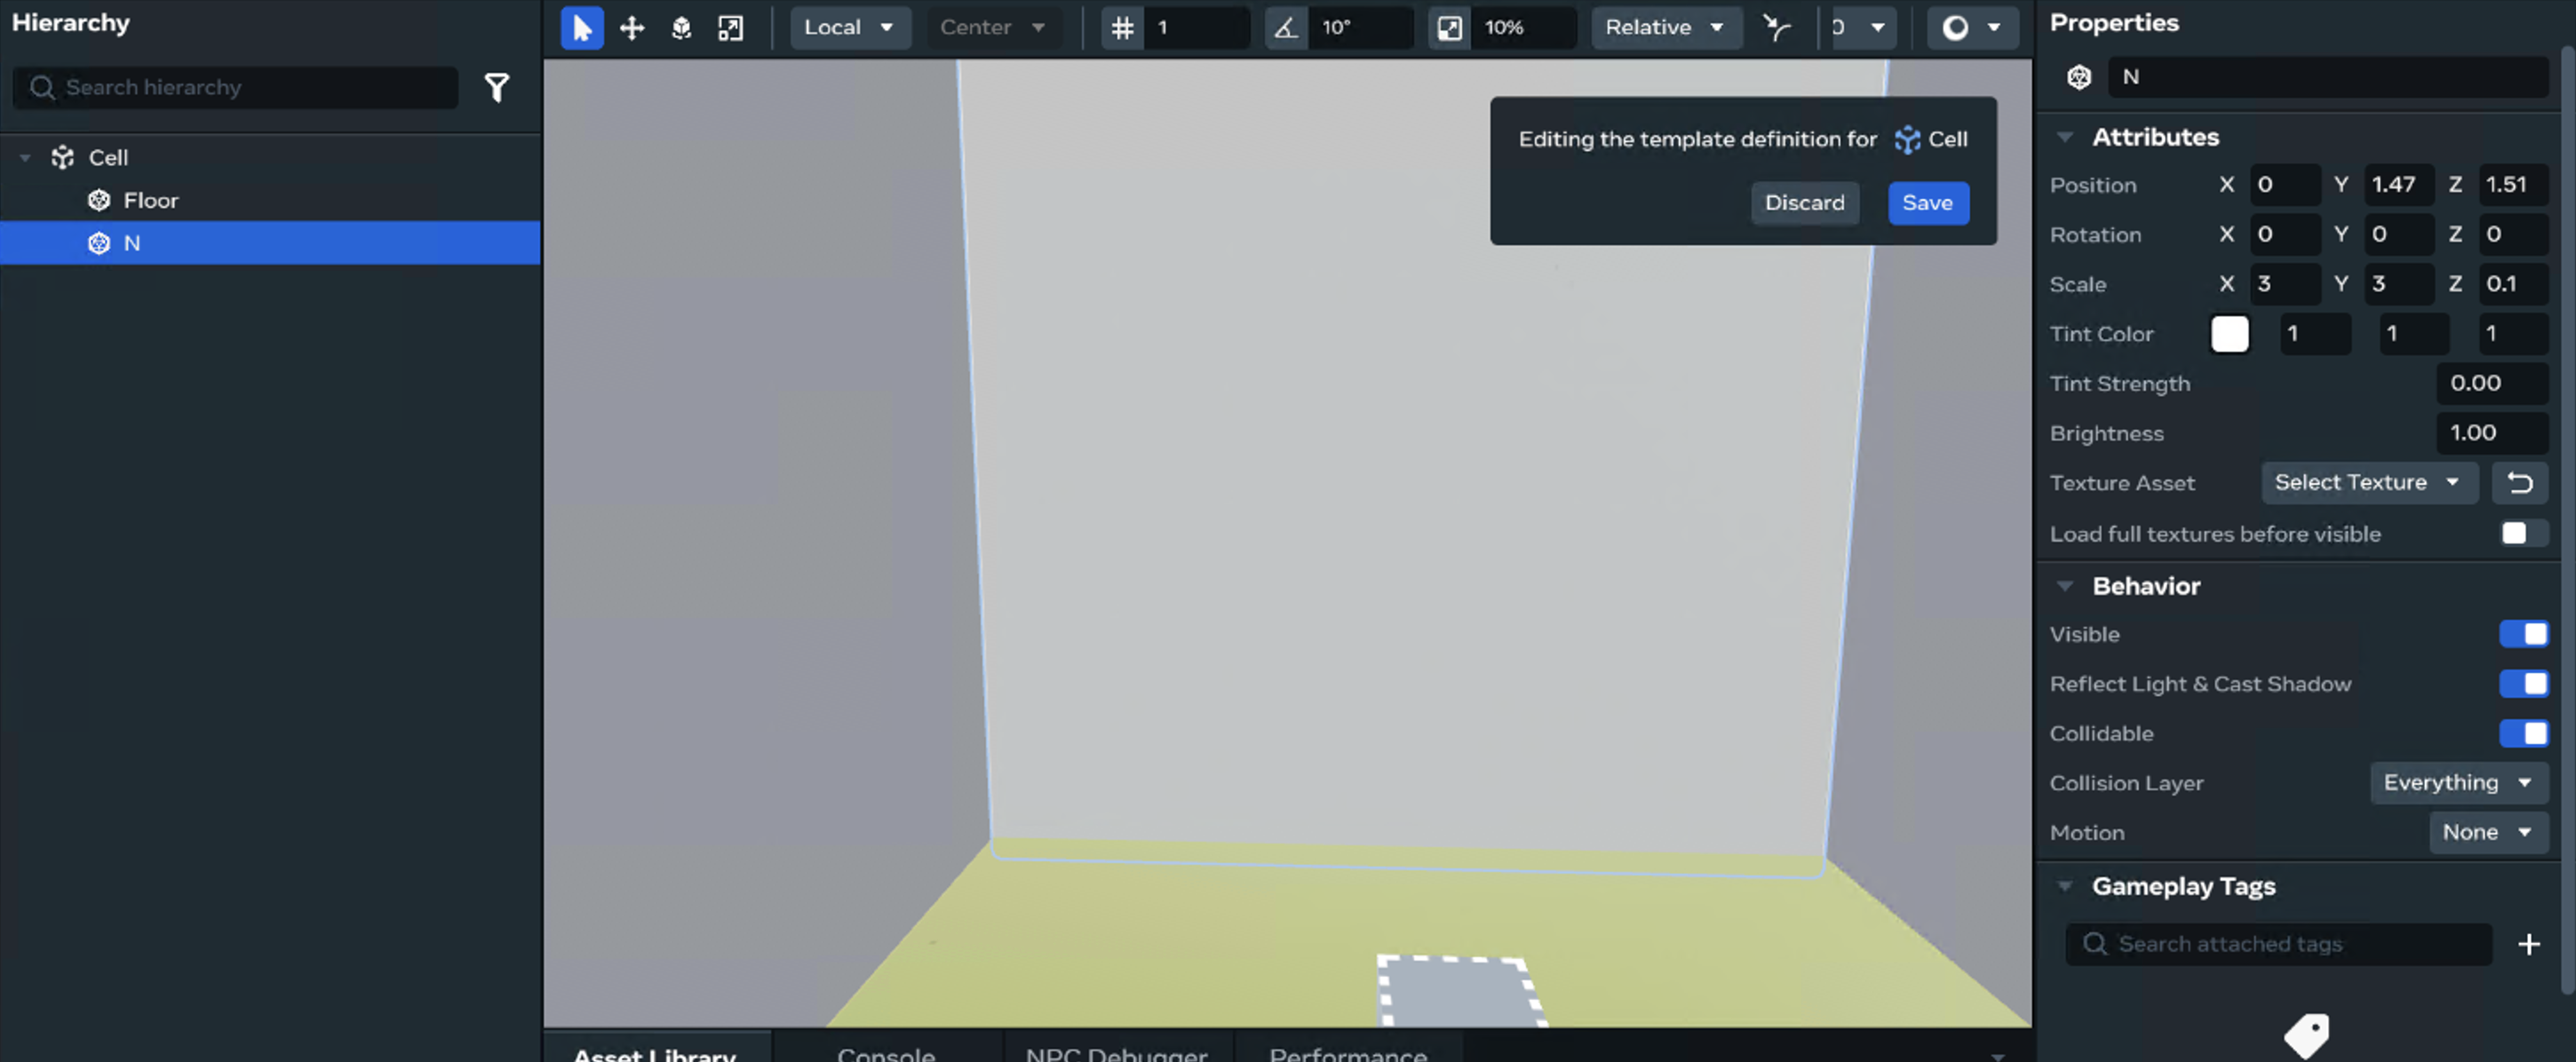 Hierarchy
Search hierarchy
Cell
Floor
N
Local
Center
1
10°
10%
Relative
0
Editing the template definition for Cell
Discard
Save
Asset Library
Console
NPC Debugger
Performance
Properties
N
Attributes
Position X 0 Y 1.47 Z 1.51
Rotation X 0 Y 0 Z 0
Scale X 3 Y 3 Z 0.1
Tint Color 1 1 1
Tint Strength 0.00
Brightness 1.00
Texture Asset Select Texture
Load full textures before visible
Behavior
Visible
Reflect Light & Cast Shadow
Collidable
Collision Layer Everything
Motion None
Gameplay Tags
Search attached tags